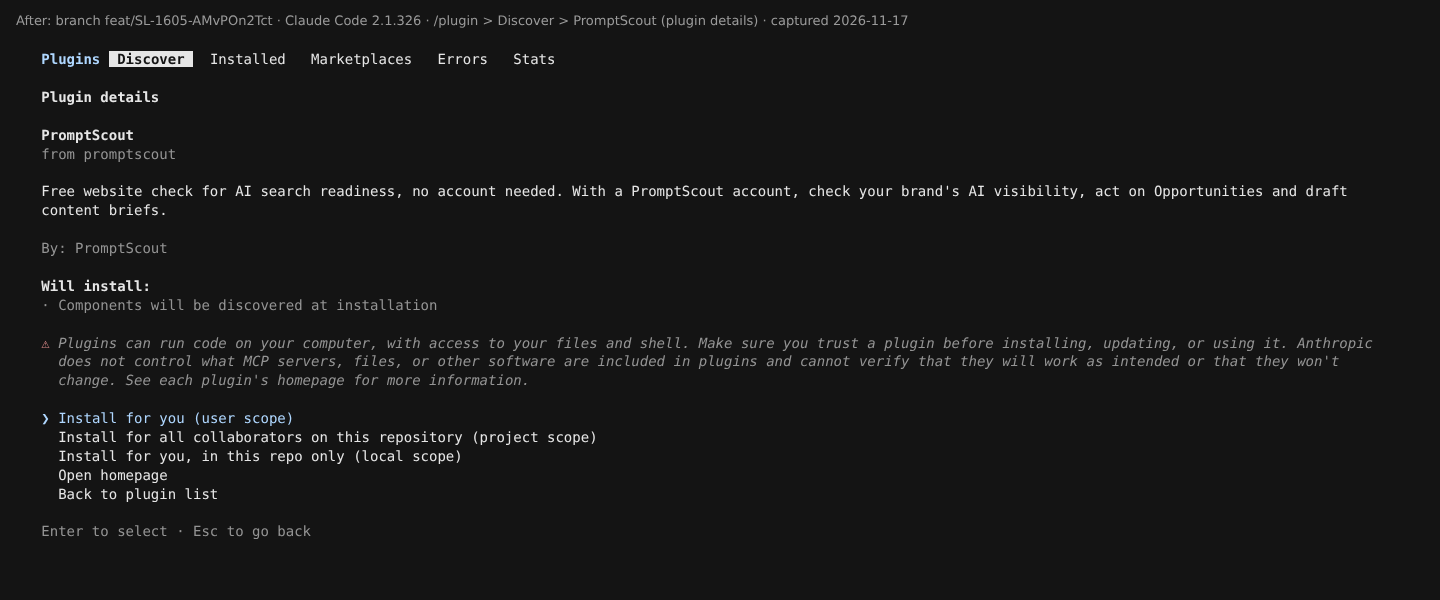 After: branch feat/SL-1605-AMvPOn2Tct · Claude Code 2.1.326 · /plugin > Discover > PromptScout (plugin details) · captured 2026-11-17
Plugins Discover Installed Marketplaces Errors Stats
Plugin details
PromptScout
from promptscout
Free website check for AI search readiness, no account needed. With a PromptScout account, check your brand's AI visibility, act on Opportunities and draft
content briefs.
By: PromptScout
Will install:
· Components will be discovered at installation
⚠ Plugins can run code on your computer, with access to your files and shell. Make sure you trust a plugin before installing, updating, or using it. Anthropic
does not control what MCP servers, files, or other software are included in plugins and cannot verify that they will work as intended or that they won't
change. See each plugin's homepage for more information.
❯ Install for you (user scope)
Install for all collaborators on this repository (project scope)
Install for you, in this repo only (local scope)
Open homepage
Back to plugin list
Enter to select · Esc to go back